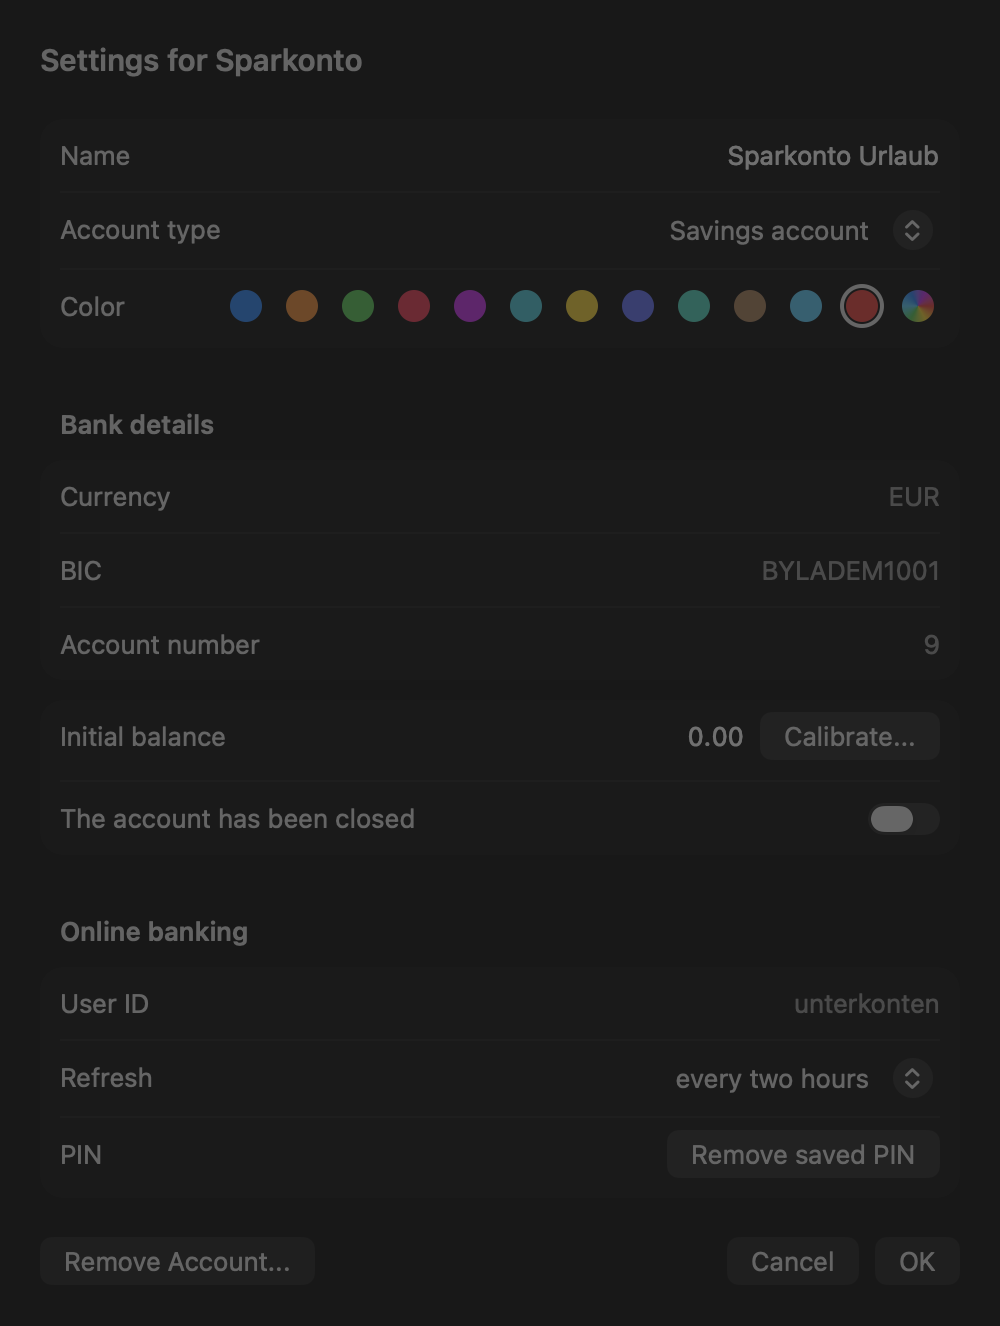 Settings for Sparkonto
Name Sparkonto Urlaub
Account type Savings account
Color
Bank details
Currency EUR
BIC BYLADEM1001
Account number 9
Initial balance 0.00 Calibrate...
The account has been closed
Online banking
User ID unterkonten
Refresh every two hours
PIN Remove saved PIN
Remove Account... Cancel OK